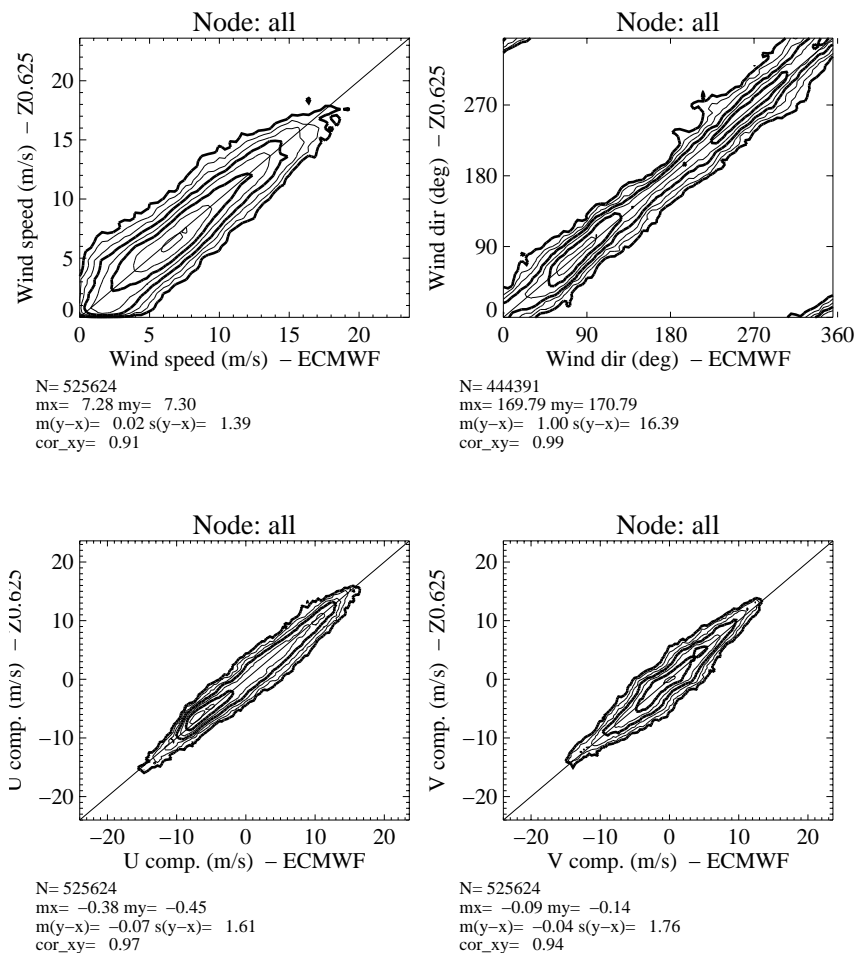 Node: all
Wind speed (m/s) − Z0.625
20
15
10
5
0
0 5 10 15 20
Wind speed (m/s) − ECMWF
N= 525624
mx= 7.28 my= 7.30
m(y−x)= 0.02 s(y−x)= 1.39
cor_xy= 0.91
Node: all
Wind dir (deg) − Z0.625
270
180
90
0
0 90 180 270 360
Wind dir (deg) − ECMWF
N= 444391
mx= 169.79 my= 170.79
m(y−x)= 1.00 s(y−x)= 16.39
cor_xy= 0.99
Node: all
U comp. (m/s) − Z0.625
20
10
0
−10
−20
−20 −10 0 10 20
U comp. (m/s) − ECMWF
N= 525624
mx= −0.38 my= −0.45
m(y−x)= −0.07 s(y−x)= 1.61
cor_xy= 0.97
Node: all
V comp. (m/s) − Z0.625
20
10
0
−10
−20
−20 −10 0 10 20
V comp. (m/s) − ECMWF
N= 525624
mx= −0.09 my= −0.14
m(y−x)= −0.04 s(y−x)= 1.76
cor_xy= 0.94